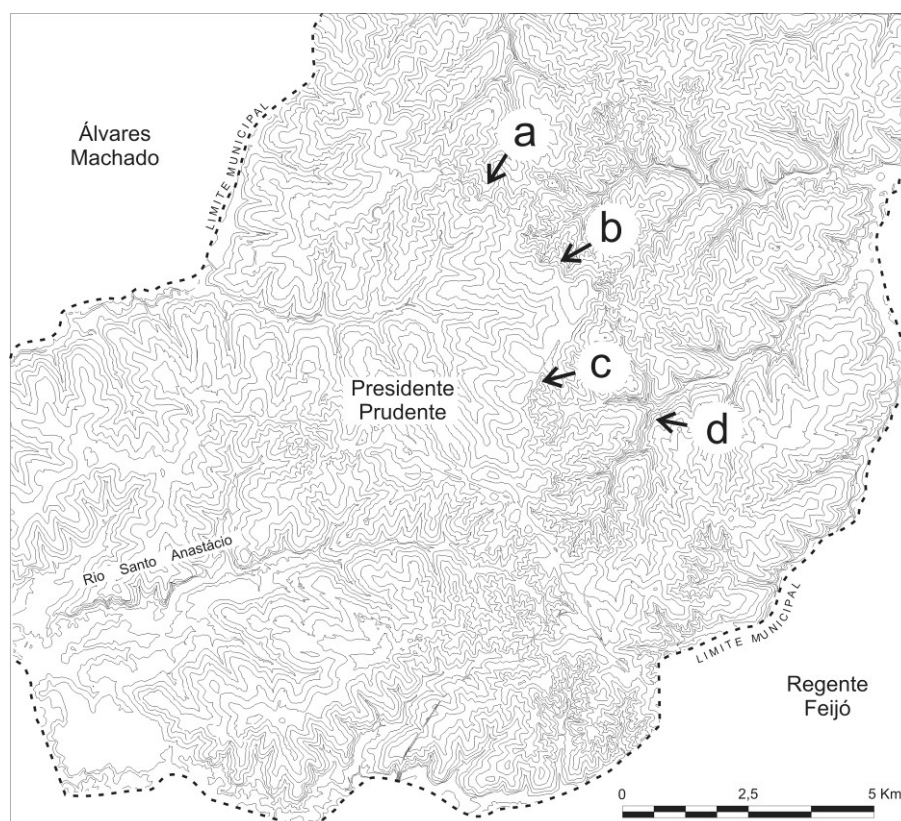 Álvares
Machado
LIMITE MUNICIPAL
a
b
c
Presidente
Prudente
d
Rio Santo Anastácio
LIMITE MUNICIPAL
Regente
Feijó
0 2,5 5 Km